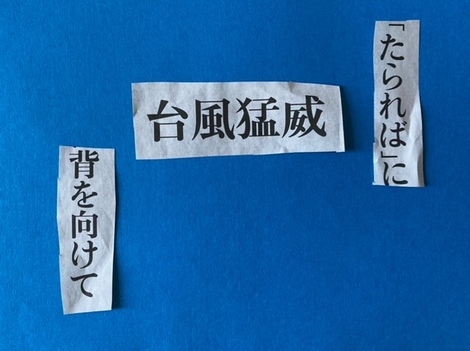 「たられば」に
台風猛威
背を向けて